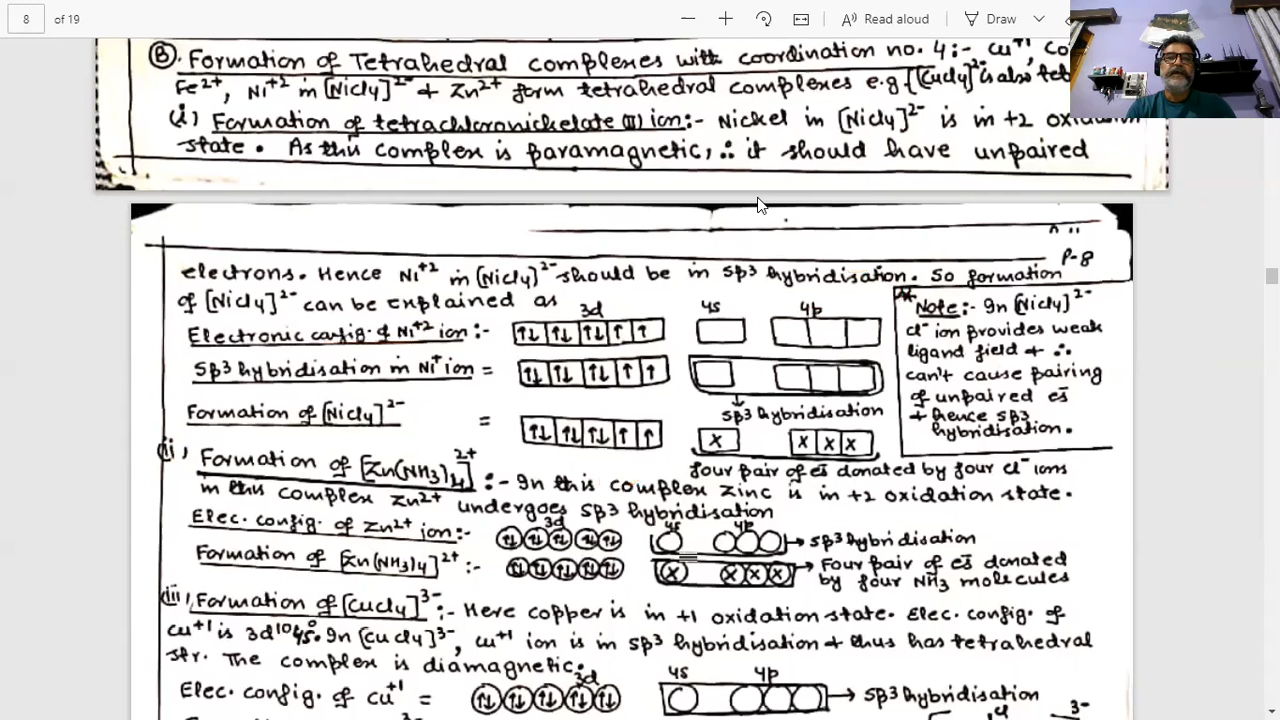 8 of 19
Read aloud
Draw
(B). Formation of Tetrahedral complexes with coordination no. 4:- Cu+1, Co
Fe2+, Ni+2 in [NiCl4]2- + Zn2+ form tetrahedral complexes e.g {[CuCl4]2- is also tet
(i) Formation of tetrachloronickelate (II) ion:- Nickel in [NiCl4]2- is in +2 oxidation
state. As this complex is paramagnetic, ∴ it should have unpaired
P-8
electrons. Hence Ni+2 in [NiCl4]2- should be in sp3 hybridisation. So formation
of [NiCl4]2- can be explained as
3d 4s 4p
Electronic config. of Ni+2 ion:-
Sp3 hybridisation in Ni+ ion =
sp3 hybridisation
Formation of [NiCl4]2- =
four pair of es donated by four Cl- ions
Note:- In [NiCl4]2-
Cl- ion provides weak
ligand field + ∴
can't cause pairing
of unpaired es
+ hence sp3
hybridisation.
(ii) Formation of [Zn(NH3)4]2+ :- In this complex zinc is in +2 oxidation state.
in this complex Zn2+ undergoes sp3 hybridisation
3d 4s 4p
Elec. config. of Zn2+ ion:- → sp3 hybridisation
Formation of [Zn(NH3)4]2+ :- → Four pair of es donated
by four NH3 molecules
(iii) Formation of [CuCl4]3- :- Here copper is in +1 oxidation state. Elec. config. of
Cu+1 is 3d10 4s0. In [CuCl4]3-, Cu+1 ion is in sp3 hybridisation + thus has tetrahedral
str. The complex is diamagnetic.
3d 4s 4p
Elec. config. of Cu+1 = → sp3 hybridisation